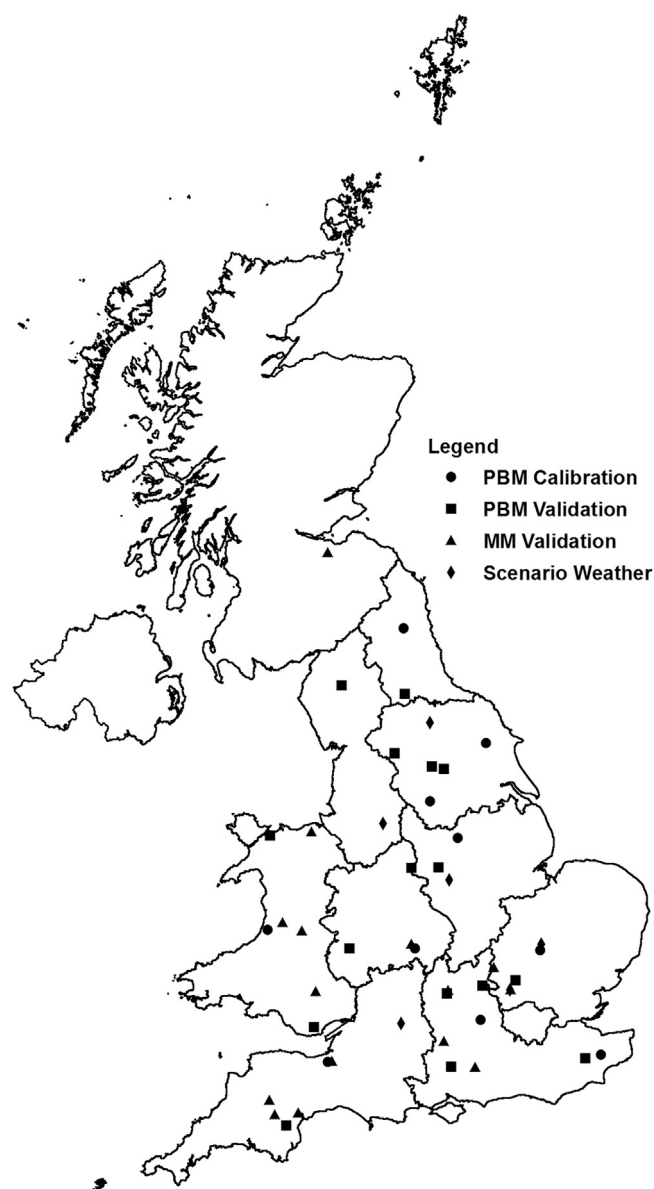 Legend
PBM Calibration
PBM Validation
MM Validation
Scenario Weather